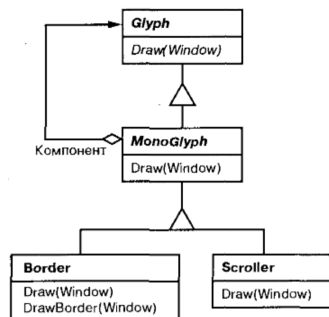 Glyph
Draw(Window)
Компонент
MonoGlyph
Draw(Window)
Border
Draw(Window)
DrawBorder(Window)
Scroller
Draw(Window)